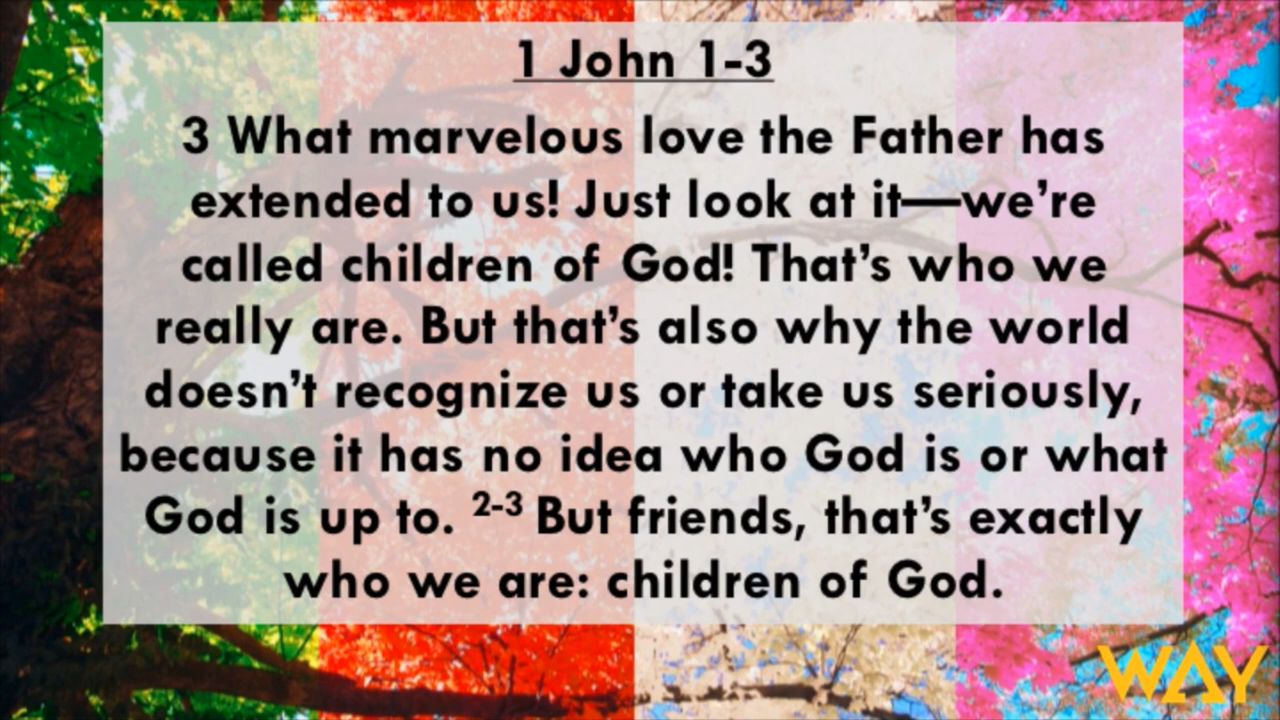 1 John 1-3
3 What marvelous love the Father has
extended to us! Just look at it—we’re
called children of God! That’s who we
really are. But that’s also why the world
doesn’t recognize us or take us seriously,
because it has no idea who God is or what
God is up to. 2-3 But friends, that’s exactly
who we are: children of God.
WAY